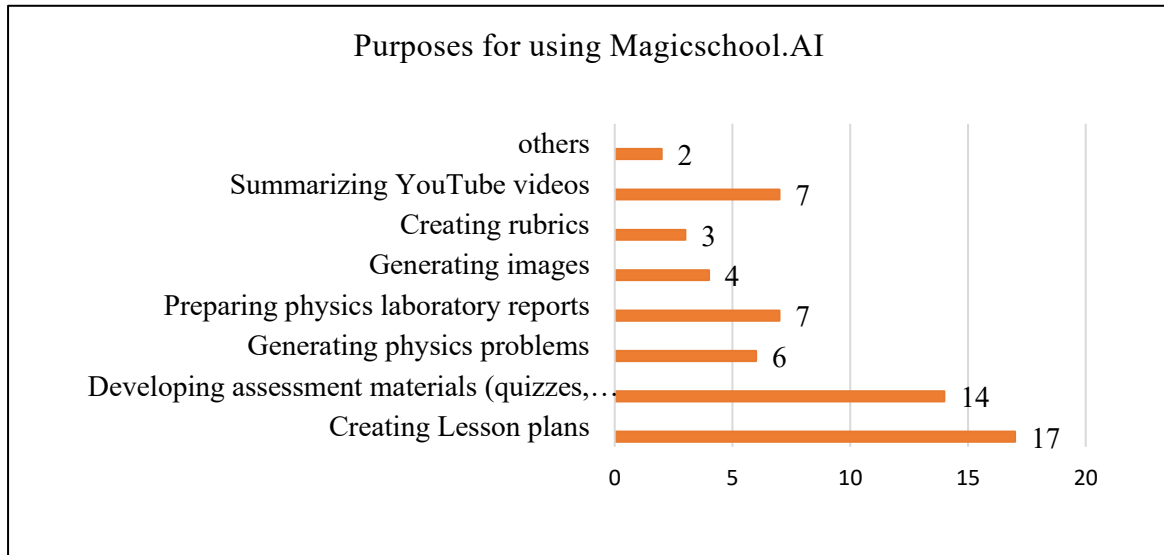 Purposes for using Magicschool.AI
others 2
Summarizing YouTube videos 7
Creating rubrics 3
Generating images 4
Preparing physics laboratory reports 7
Generating physics problems 6
Developing assessment materials (quizzes,… 14
Creating Lesson plans 17
0 5 10 15 20